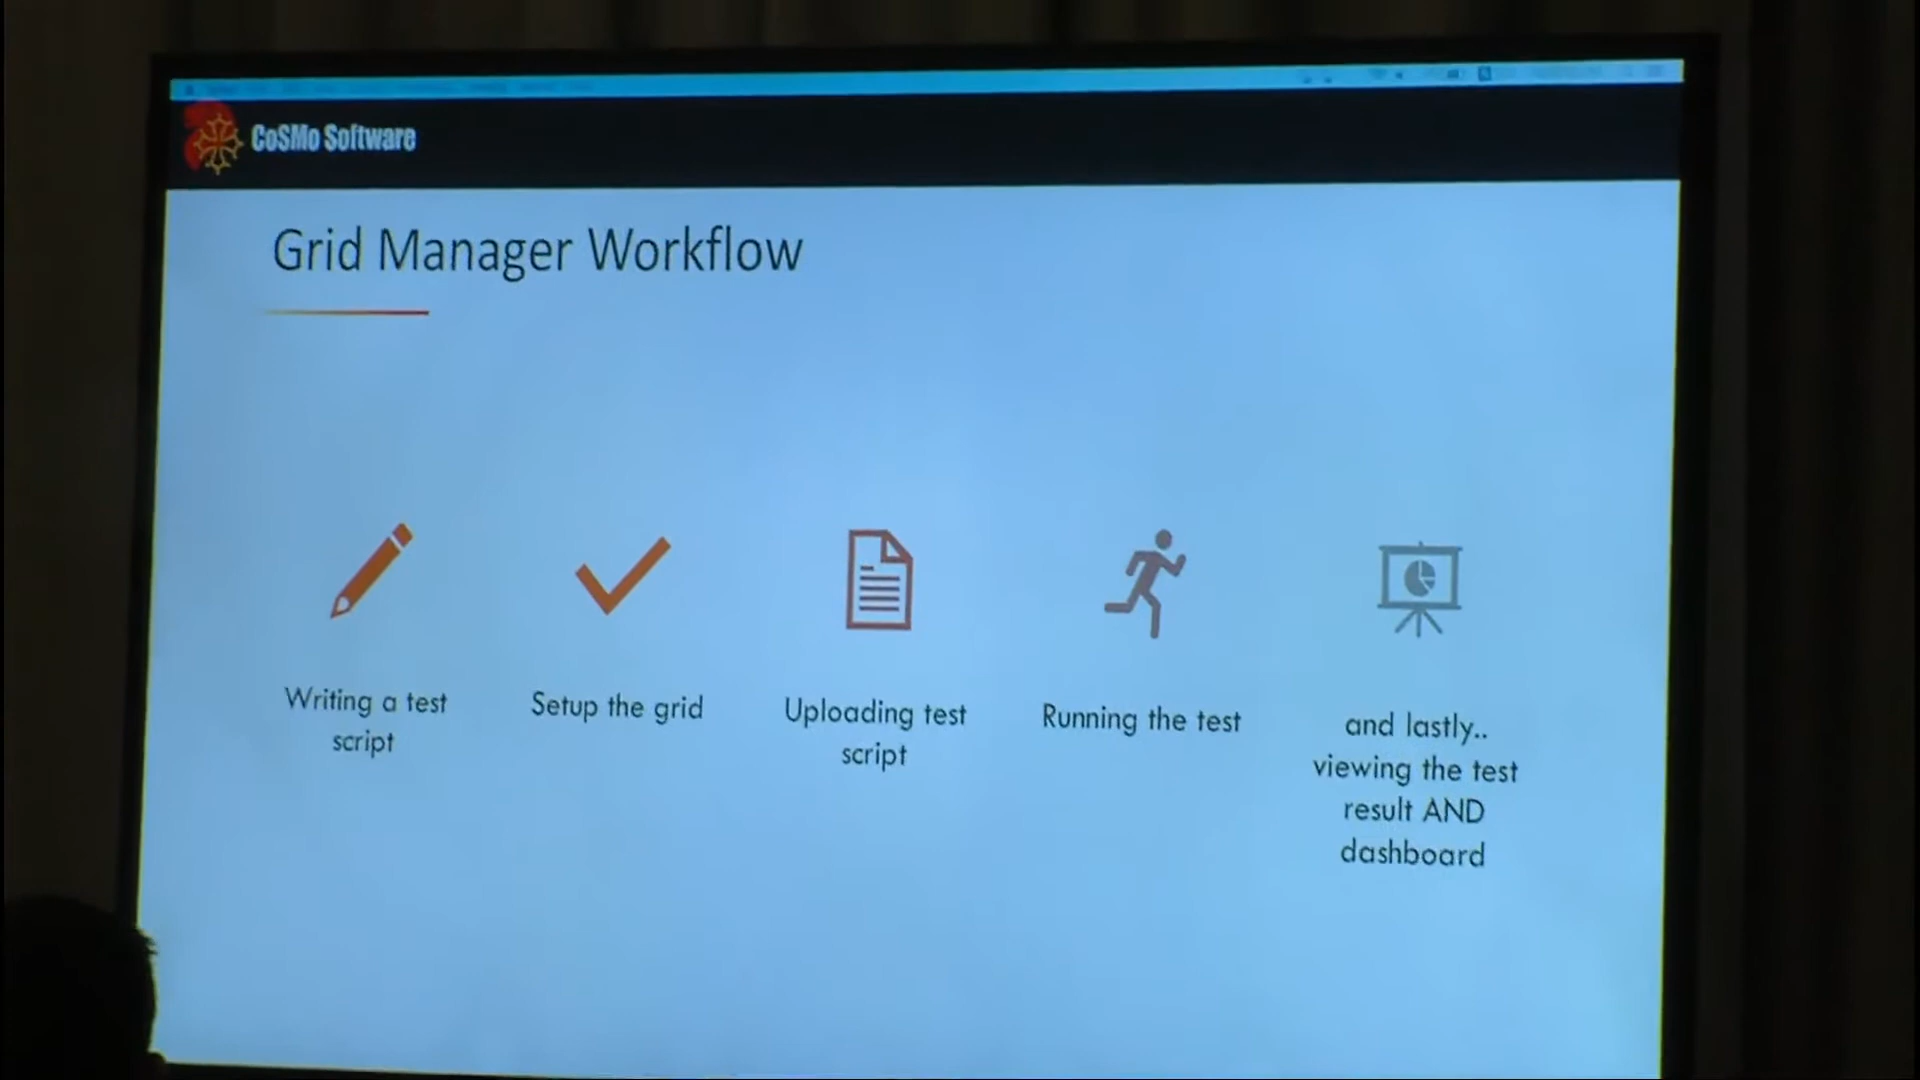 CoSMo Software
Grid Manager Workflow
Writing a test
script
Setup the grid
Uploading test
script
Running the test
and lastly..
viewing the test
result AND
dashboard